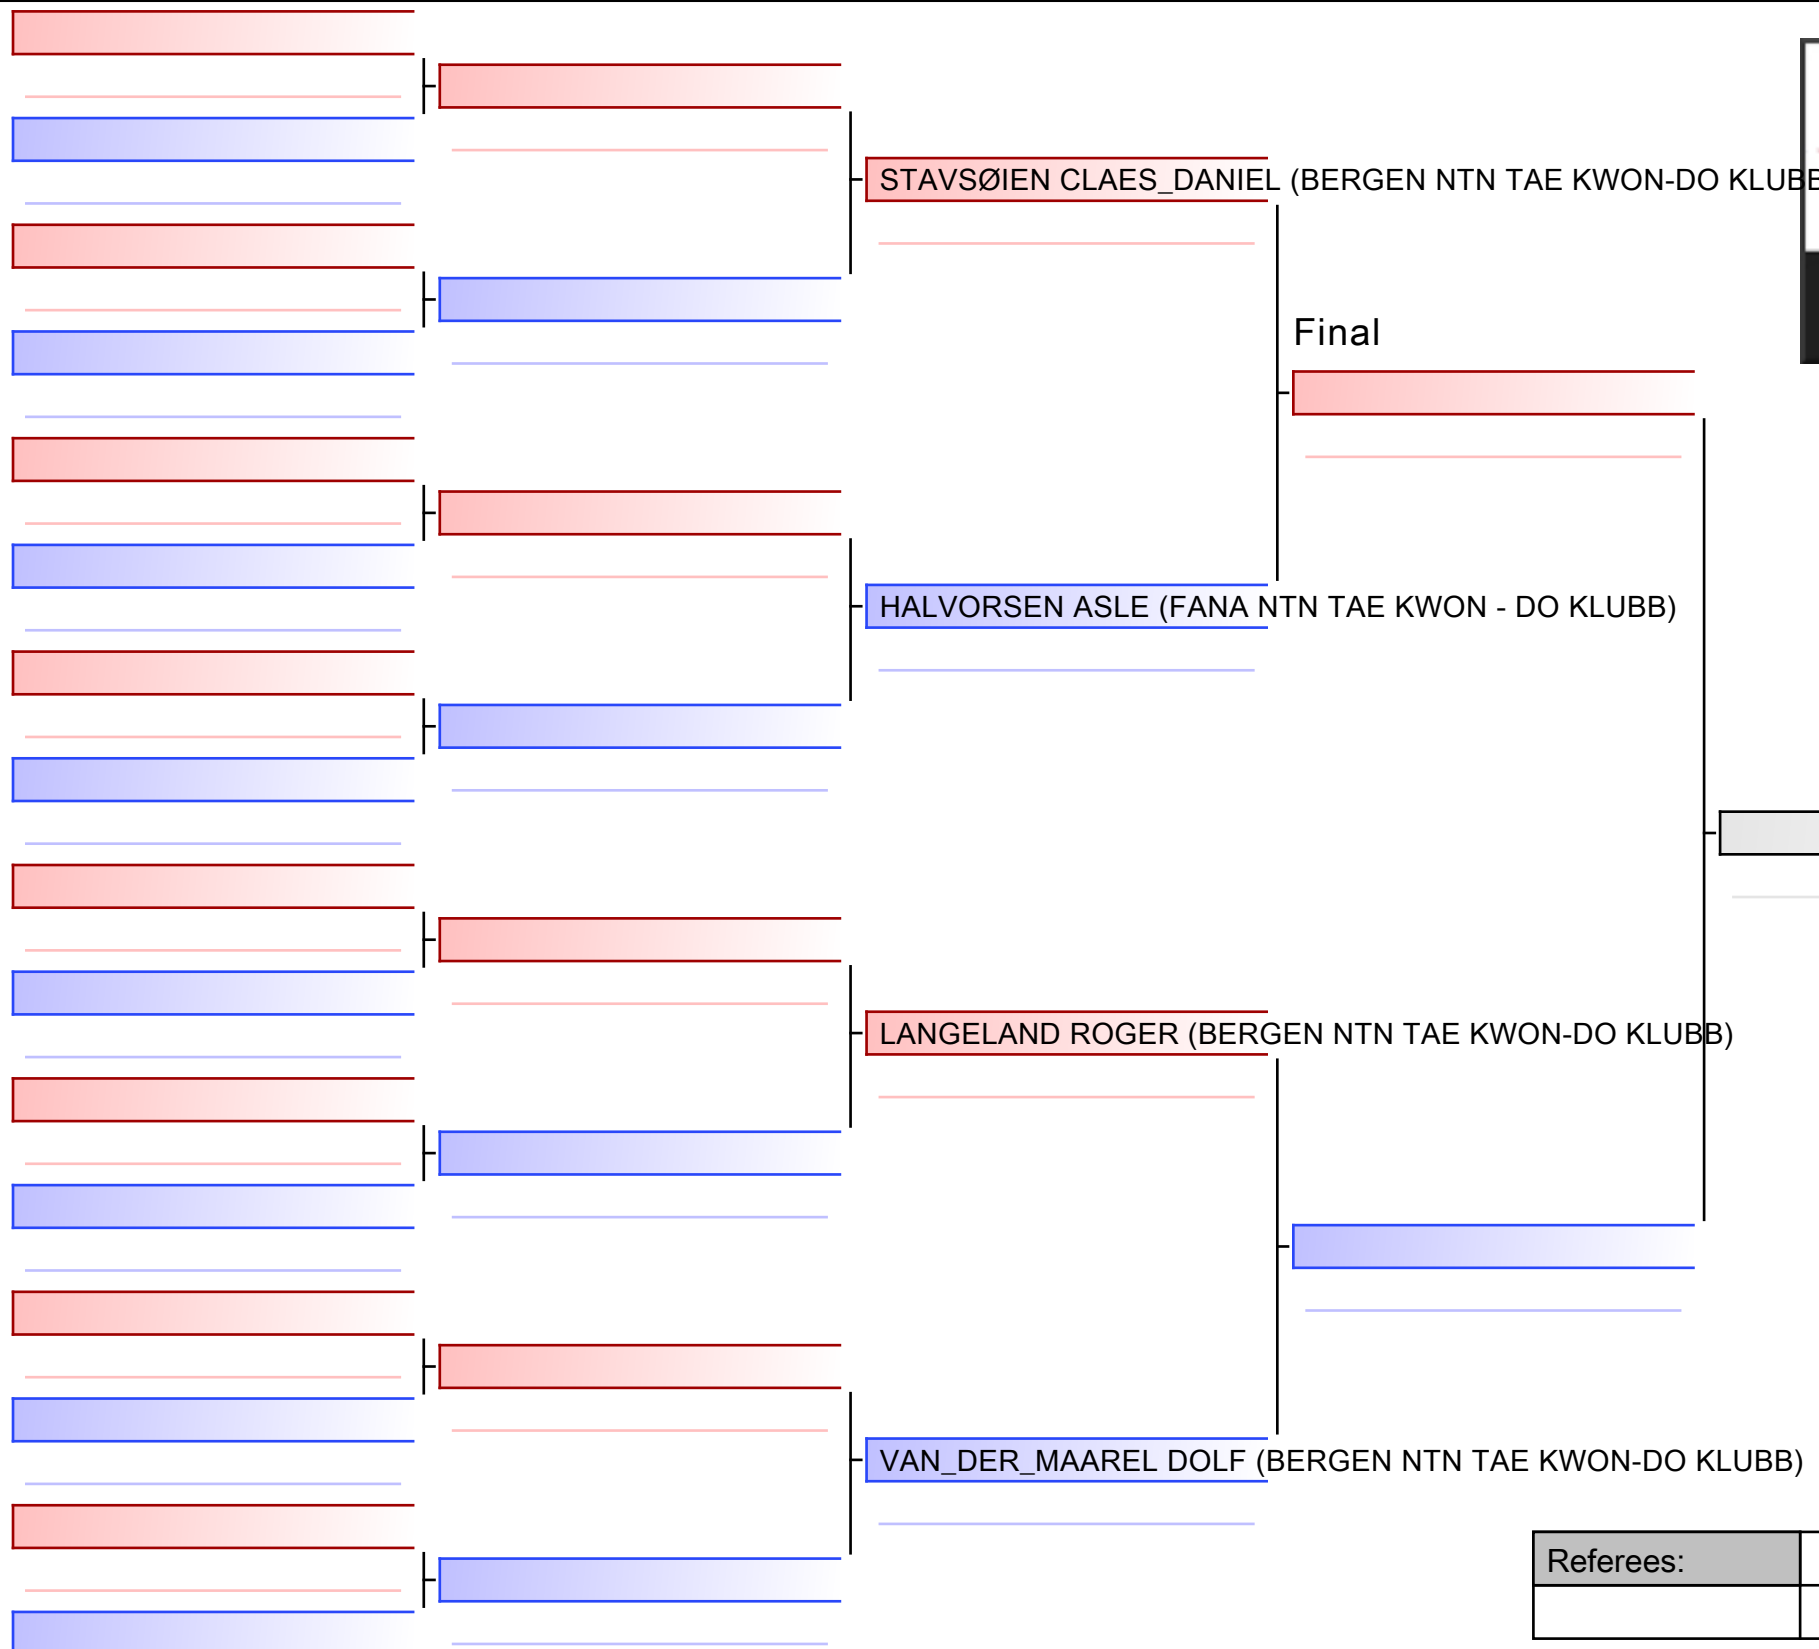 STAVSØIEN CLAES_DANIEL (BERGEN NTN TAE KWON-DO KLUBB
Final
HALVORSEN ASLE (FANA NTN TAE KWON - DO KLUBB)
LANGELAND ROGER (BERGEN NTN TAE KWON-DO KLUBB)
VAN_DER_MAAREL DOLF (BERGEN NTN TAE KWON-DO KLUBB)
Referees: